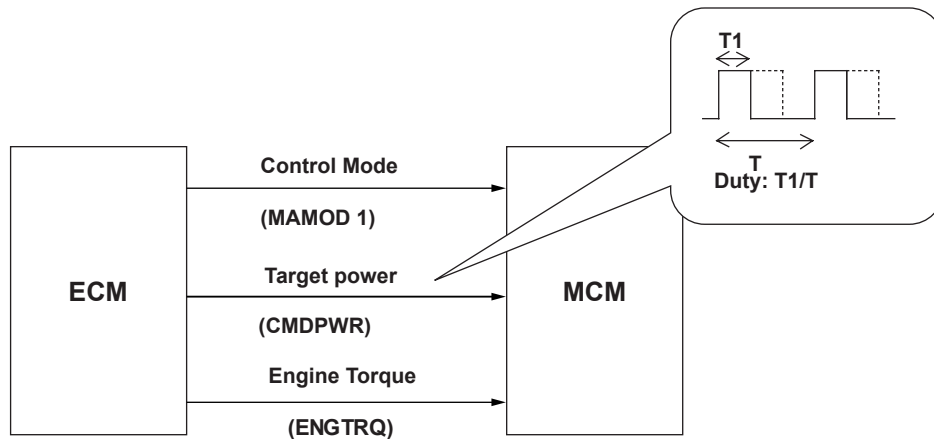 T1
T
Duty: T1/T
Control Mode
(MAMOD 1)
ECM
Target power
MCM
(CMDPWR)
Engine Torque
(ENGTRQ)